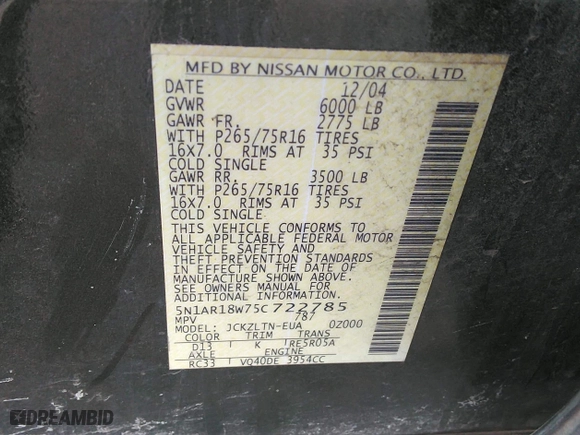 MFD BY NISSAN MOTOR CO., LTD.
DATE 12/04
GVWR 6000 LB
GAWR FR. 2775 LB
WITH P265/75R16 TIRES
16X7.0 RIMS AT 35 PSI
COLD SINGLE
GAWR RR. 3500 LB
WITH P265/75R16 TIRES
16X7.0 RIMS AT 35 PSI
COLD SINGLE
THIS VEHICLE CONFORMS TO
ALL APPLICABLE FEDERAL MOTOR
VEHICLE SAFETY AND
THEFT PREVENTION STANDARDS
IN EFFECT ON THE DATE OF
MANUFACTURE SHOWN ABOVE.
SEE OWNERS MANUAL FOR
ADDITIONAL INFORMATION
5N1AR18W75C722785
MPV 787
MODEL: JCKZLTN-EUA 0Z000
COLOR TRIM TRANS
D13 K RE5R05A
AXLE ENGINE
RC33 VQ40DE 3954CC
DREAMBID